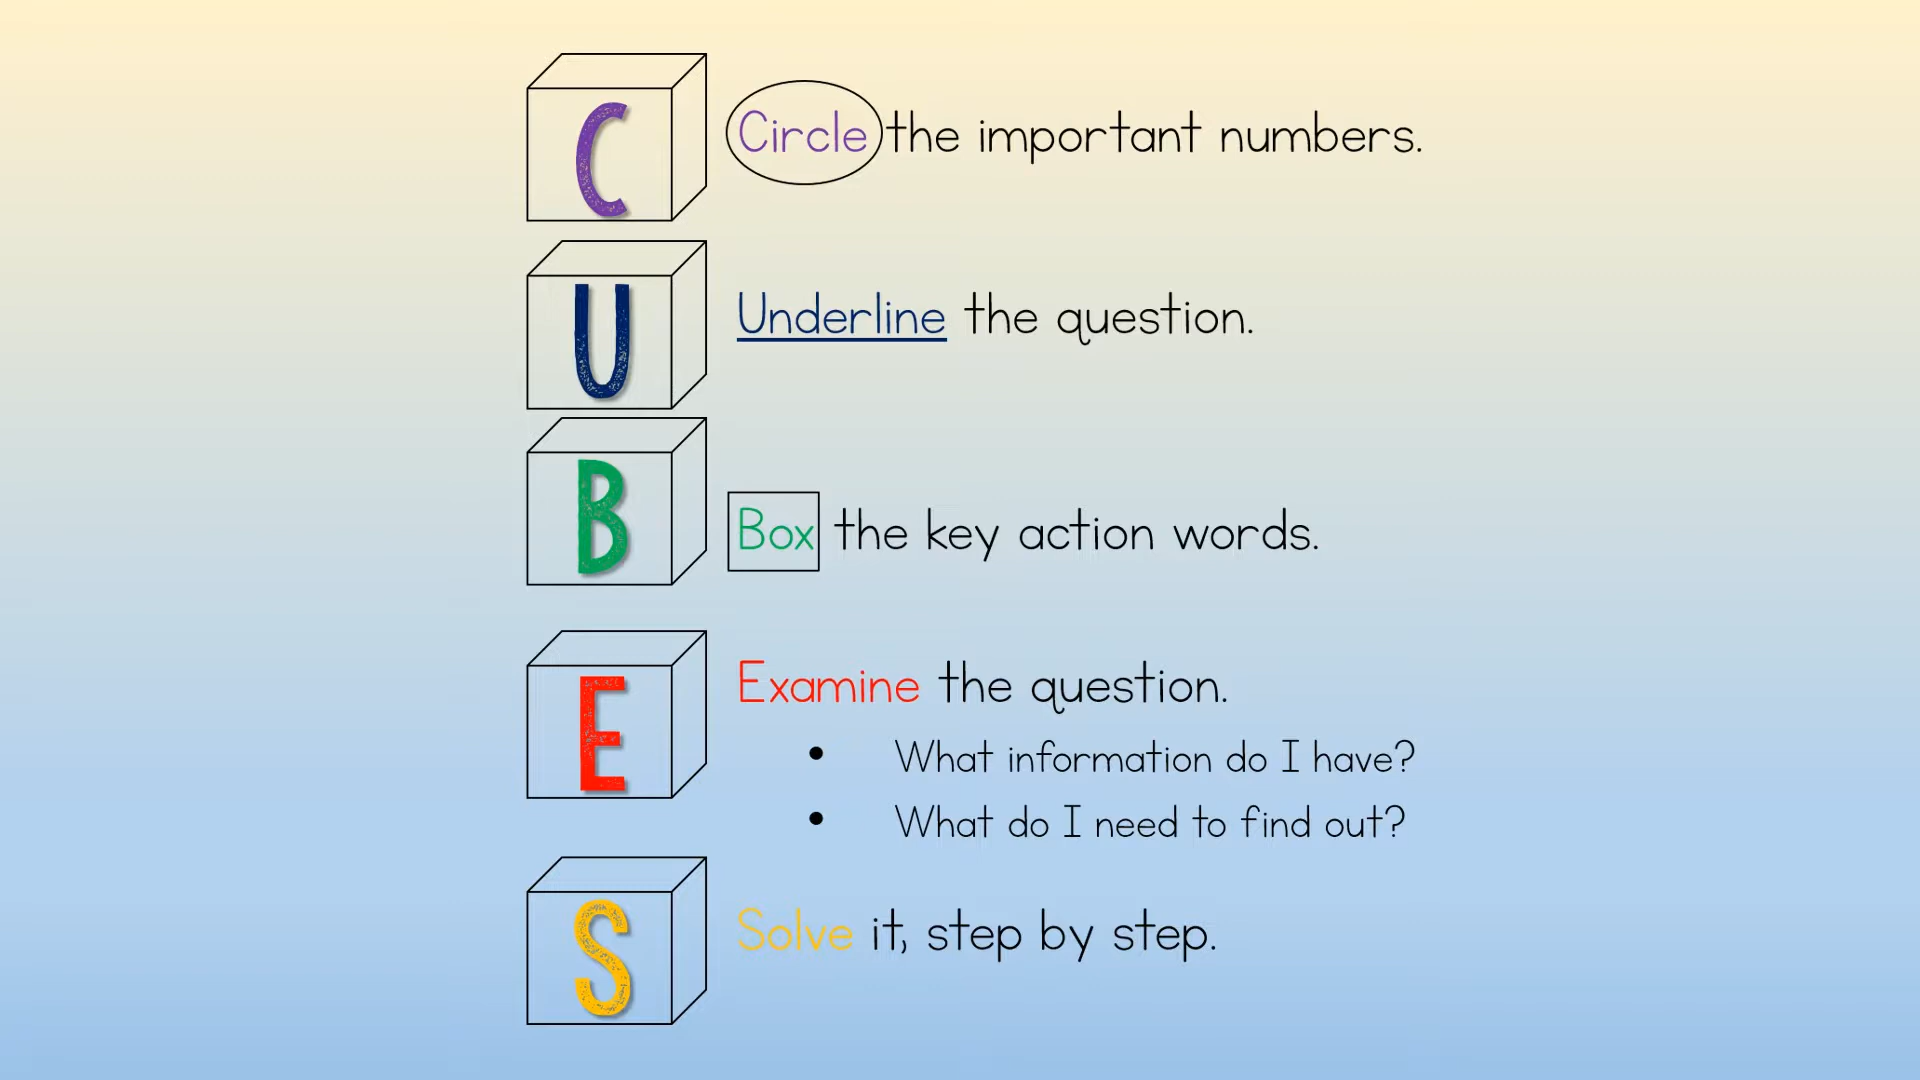 C
Circle the important numbers.
U
Underline the question.
B
Box the key action words.
E
Examine the question.
• What information do I have?
• What do I need to find out?
S
Solve it, step by step.